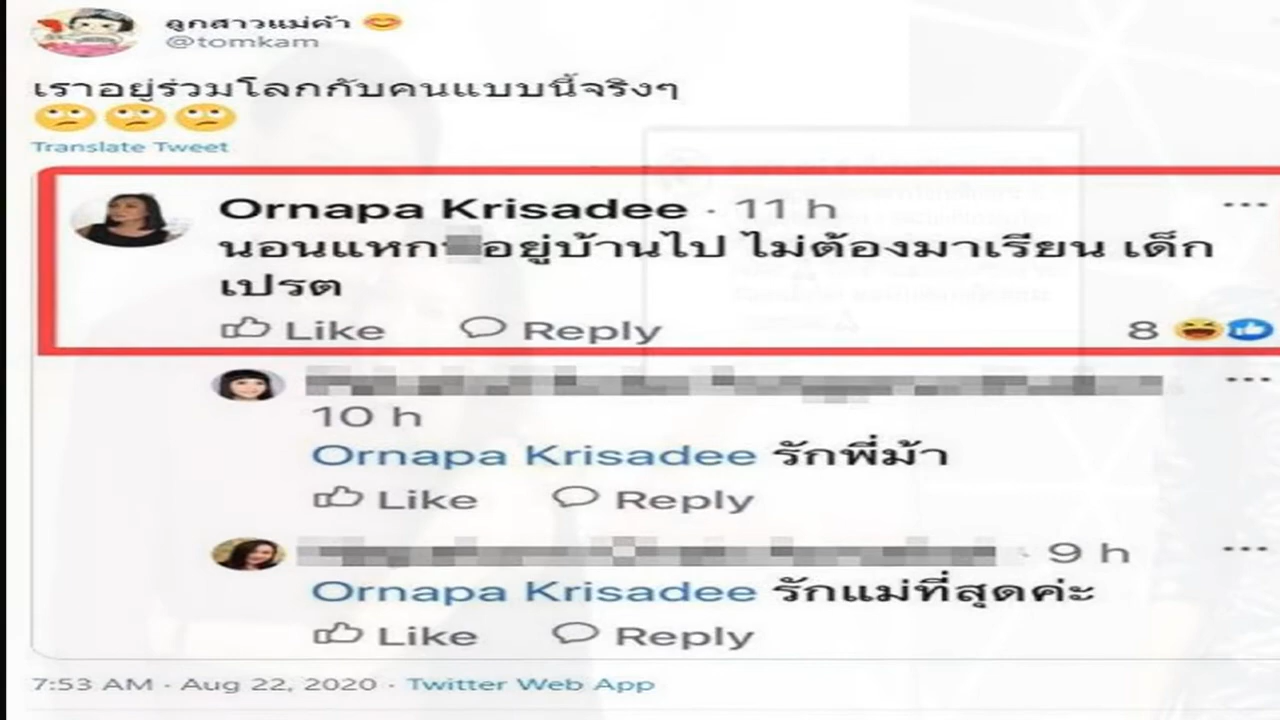 ลูกสาวแม่ค้า 😊
@tomkam
เราอยู่ร่วมโลกกับคนแบบนี้จริงๆ
🙄🙄🙄
Translate Tweet
Ornapa Krisadee · 11 h
นอนแหก อยู่บ้านไป ไม่ต้องมาเรียน เด็ก
เปรต
Like Reply 8
10 h
Ornapa Krisadee รักพี่ม้า
Like Reply
· 9 h
Ornapa Krisadee รักแม่ที่สุดค่ะ
Like Reply
7:53 AM · Aug 22, 2020 · Twitter Web App